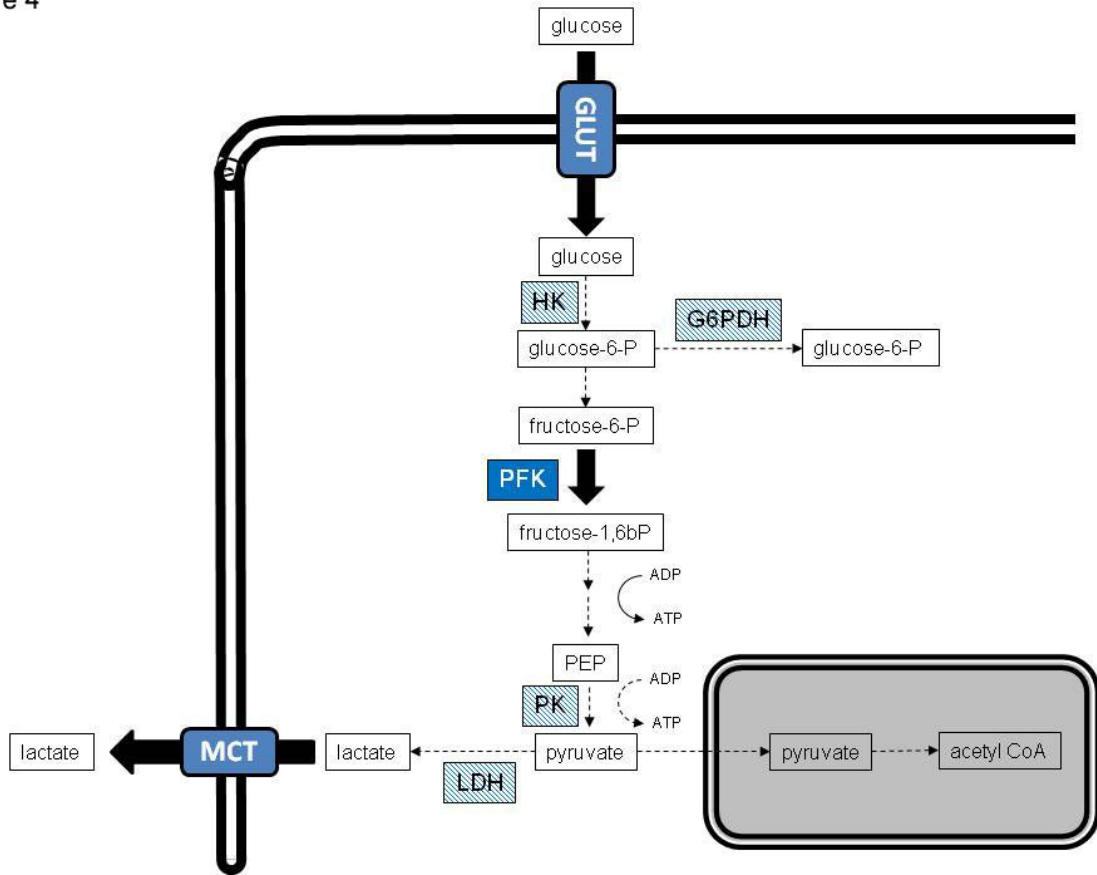 e 4
glucose
GLUT
glucose
HK
G6PDH
glucose-6-P
glucose-6-P
fructose-6-P
PFK
fructose-1,6bP
ADP
ATP
PEP
ADP
PK
ATP
lactate
MCT
lactate
pyruvate
pyruvate
acetyl CoA
LDH